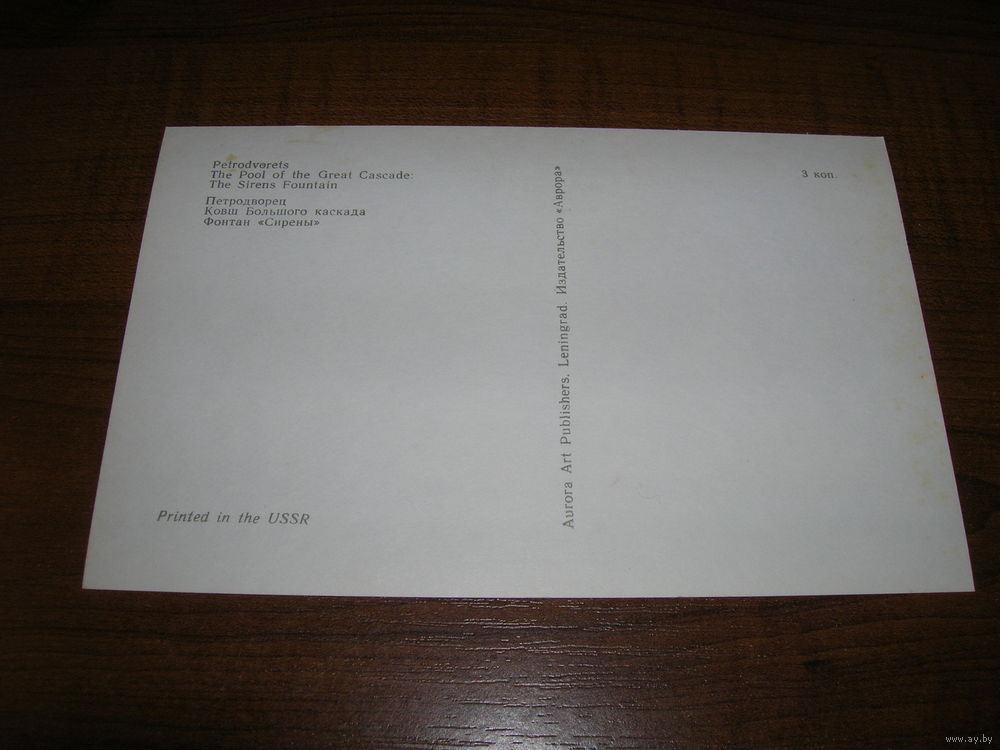 Petrodvorets
The Pool of the Great Cascade:
The Sirens Fountain
Петродворец
Ковш Большого каскада
Фонтан «Сирены»
Printed in the USSR
Aurora Art Publishers. Leningrad. Издательство «Аврора»
3 коп.
www.ay.by